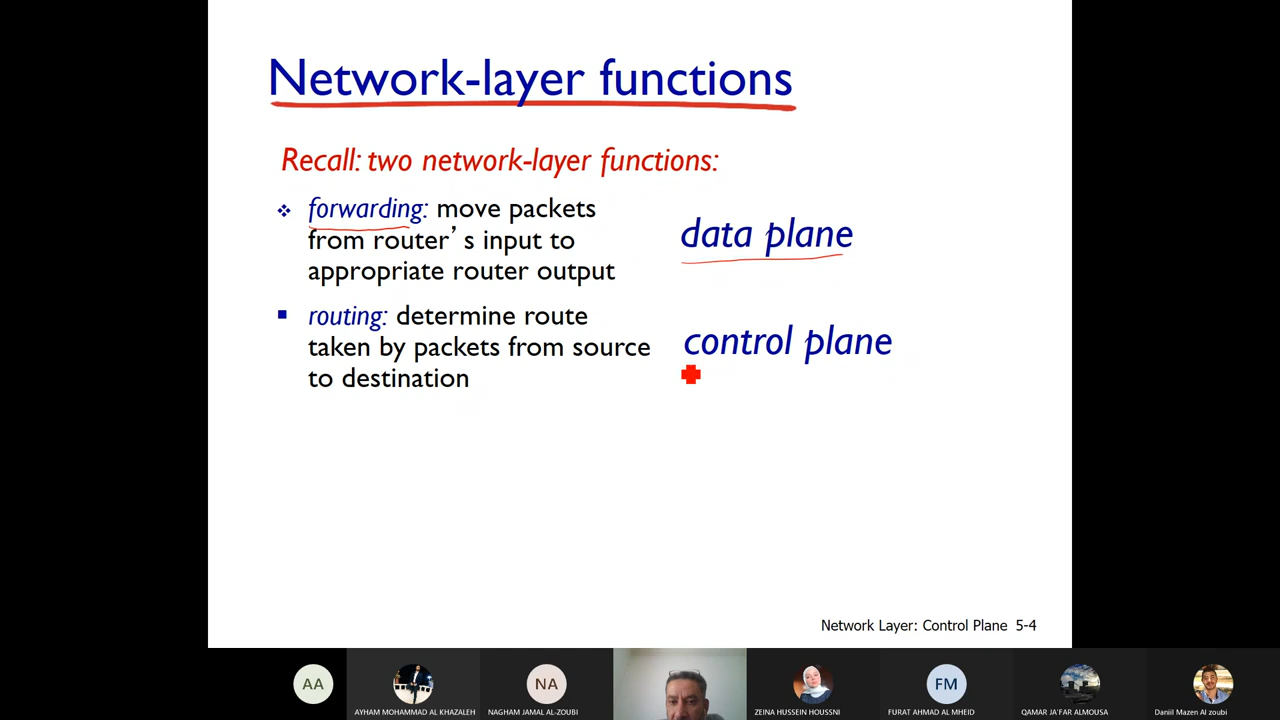 Network-layer functions
Recall: two network-layer functions:
❖ forwarding: move packets
from router’s input to
appropriate router output
data plane
▪ routing: determine route
taken by packets from source
to destination
control plane
Network Layer: Control Plane 5-4
AA
NA
FM
AYHAM MOHAMMAD AL KHAZALEH
NAGHAM JAMAL AL-ZOUBI
ZEINA HUSSEIN HOUSSNI
FURAT AHMAD AL MHEID
QAMAR JA'FAR ALMOUSA
Daniil Mazen Al zoubi